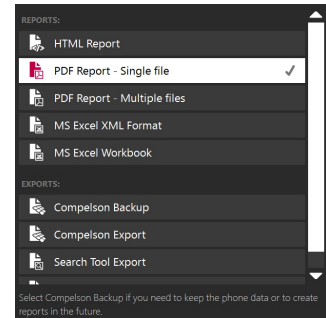 REPORTS:
HTML Report
PDF Report - Single file
PDF Report - Multiple files
MS Excel XML Format
MS Excel Workbook
EXPORTS:
Compelson Backup
Compelson Export
Search Tool Export
Select Compelson Backup if you need to keep the phone data or to create
reports in the future.